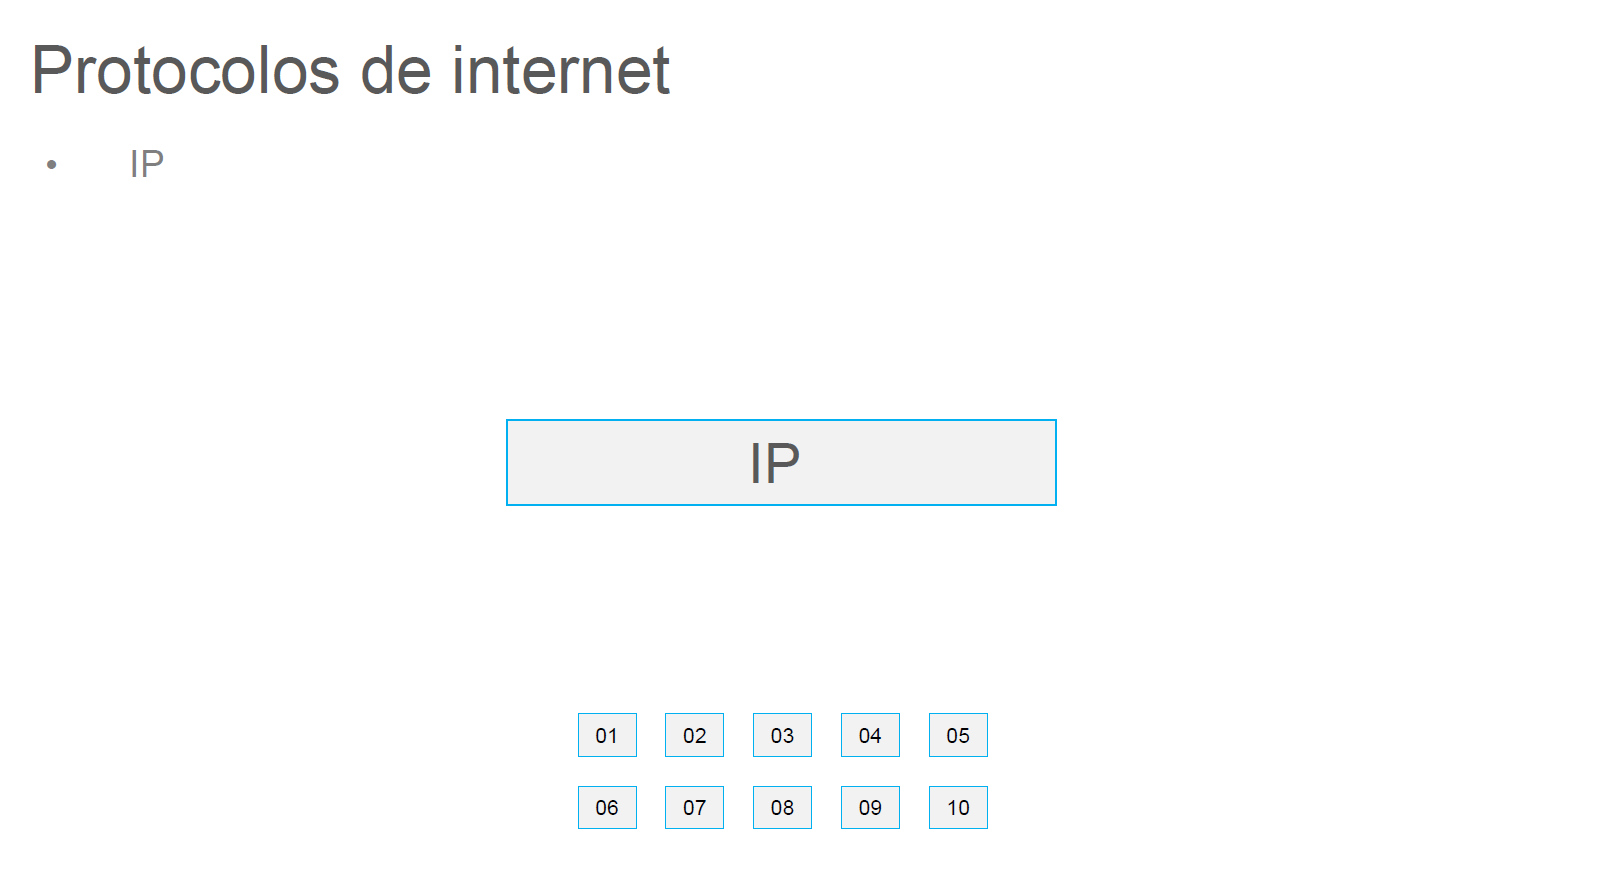 Protocolos de internet
• IP
IP
01 02 03 04 05
06 07 08 09 10